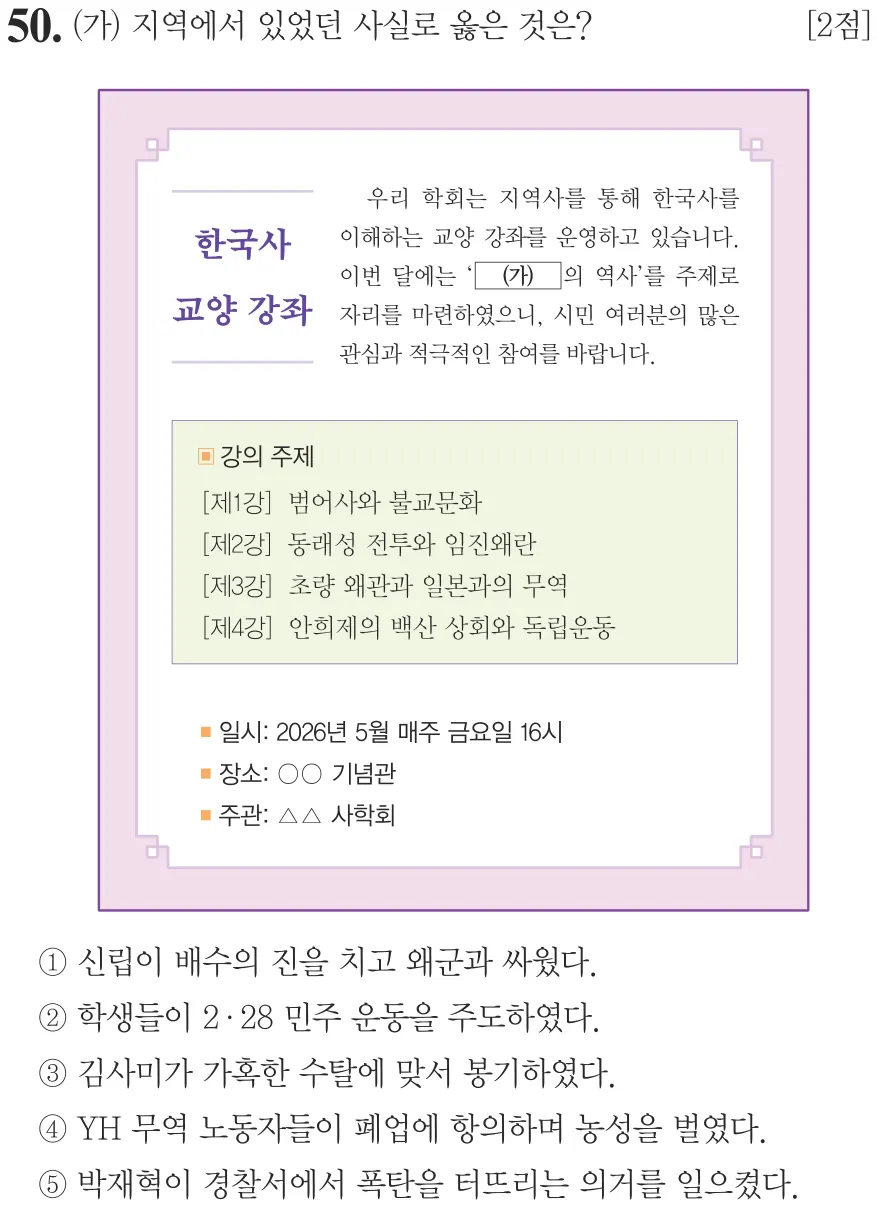 50. (가) 지역에서 있었던 사실로 옳은 것은? [2점]
한국사
교양 강좌
우리 학회는 지역사를 통해 한국사를
이해하는 교양 강좌를 운영하고 있습니다.
이번 달에는 ‘ (가) 의 역사’를 주제로
자리를 마련하였으니, 시민 여러분의 많은
관심과 적극적인 참여를 바랍니다.
▣ 강의 주제
[제1강] 범어사와 불교문화
[제2강] 동래성 전투와 임진왜란
[제3강] 초량 왜관과 일본과의 무역
[제4강] 안희제의 백산 상회와 독립운동
■ 일시: 2026년 5월 매주 금요일 16시
■ 장소: ○○ 기념관
■ 주관: △△ 사학회
① 신립이 배수의 진을 치고 왜군과 싸웠다.
② 학생들이 2·28 민주 운동을 주도하였다.
③ 김사미가 가혹한 수탈에 맞서 봉기하였다.
④ YH 무역 노동자들이 폐업에 항의하며 농성을 벌였다.
⑤ 박재혁이 경찰서에서 폭탄을 터뜨리는 의거를 일으켰다.